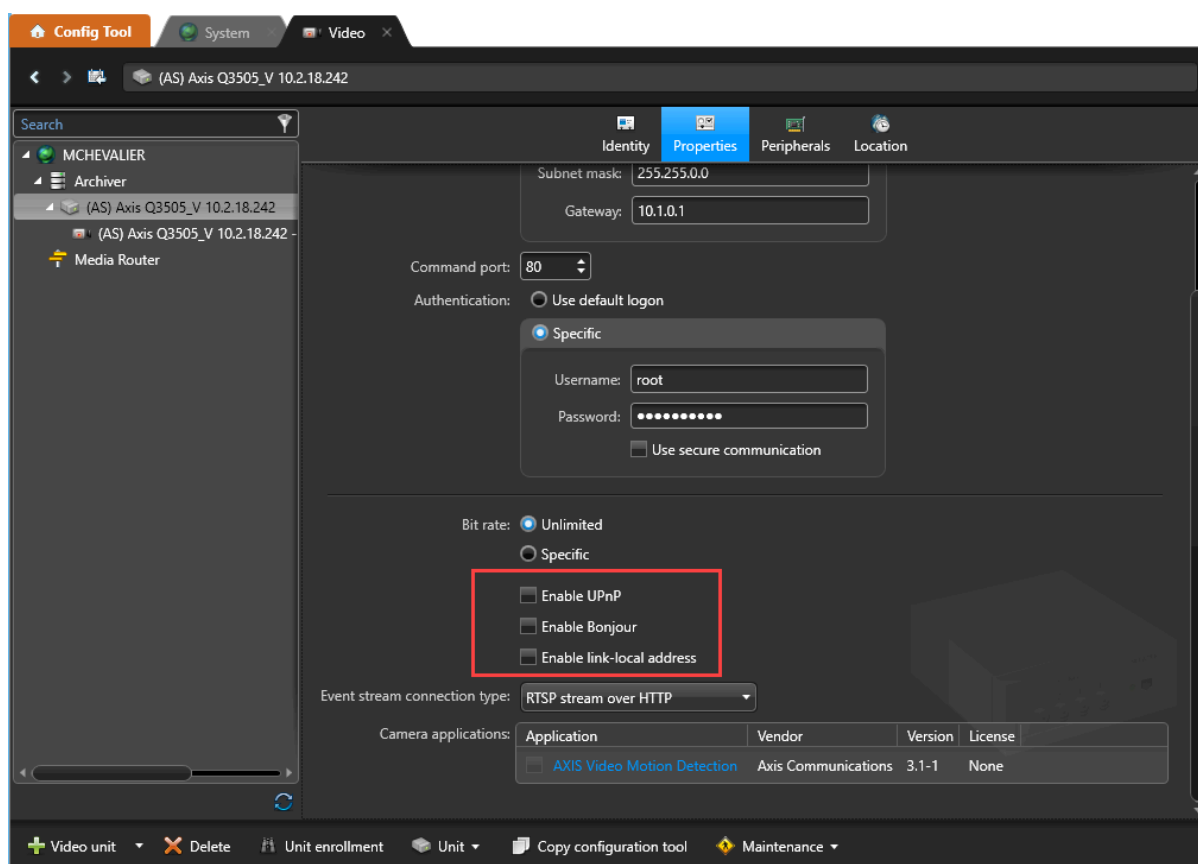 Config Tool System Video
(AS) Axis Q3505_V 10.2.18.242
Search
MCHEVALIER
Archiver
(AS) Axis Q3505_V 10.2.18.242
(AS) Axis Q3505_V 10.2.18.242 -
Media Router
Identity Properties Peripherals Location
Subnet mask: 255.255.0.0
Gateway: 10.1.0.1
Command port: 80
Authentication: Use default logon
Specific
Username: root
Password: ●●●●●●●●●●
Use secure communication
Bit rate: Unlimited
Specific
Enable UPnP
Enable Bonjour
Enable link-local address
Event stream connection type: RTSP stream over HTTP
Camera applications: Application Vendor Version License
AXIS Video Motion Detection Axis Communications 3.1-1 None
Video unit Delete Unit enrollment Unit Copy configuration tool Maintenance